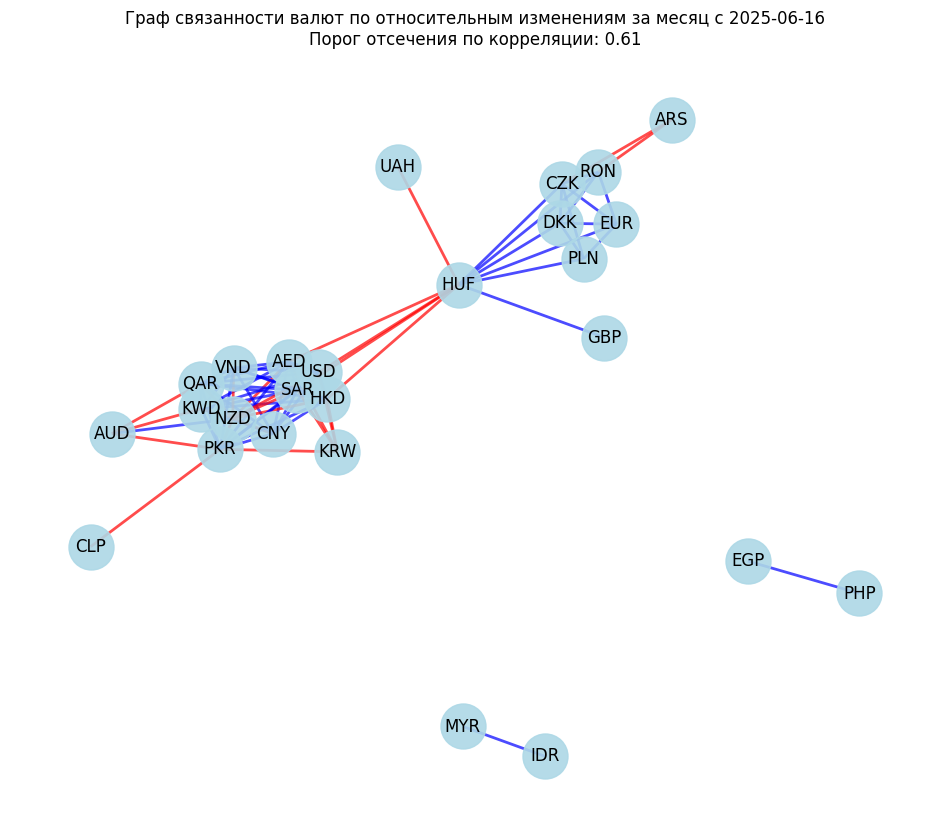 Граф связанности валют по относительным изменениям за месяц с 2025-06-16
Порог отсечения по корреляции: 0.61
ARS
UAH
RON
CZK
DKK
EUR
PLN
HUF
GBP
AED
VND
USD
QAR
SAR
HKD
KWD
NZD
AUD
CNY
PKR
KRW
CLP
EGP
PHP
MYR
IDR